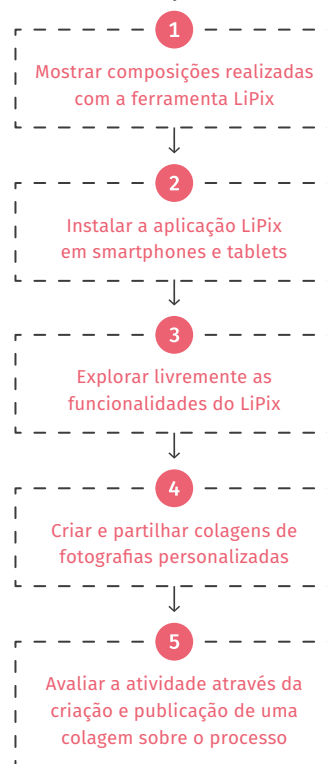 1
Mostrar composições realizadas
com a ferramenta LiPix
2
Instalar a aplicação LiPix
em smartphones e tablets
3
Explorar livremente as
funcionalidades do LiPix
4
Criar e partilhar colagens de
fotografias personalizadas
5
Avaliar a atividade através da
criação e publicação de uma
colagem sobre o processo